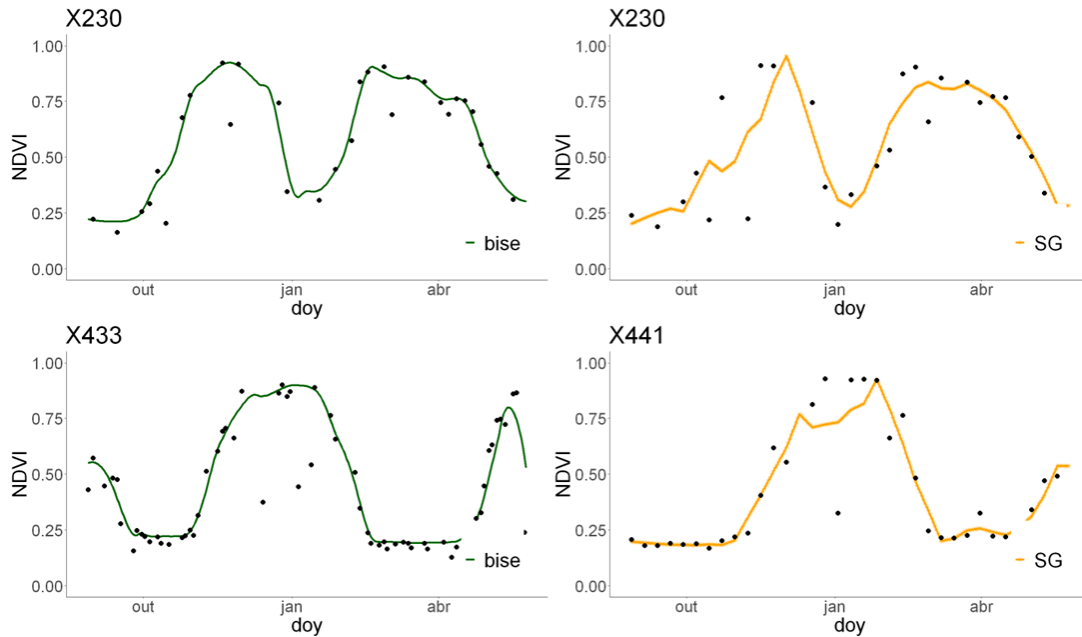 X230
1.00
0.75
0.50
0.25
0.00
NDVI
bise
out jan abr
doy
X230
1.00
0.75
0.50
0.25
0.00
NDVI
SG
out jan abr
doy
X433
1.00
0.75
0.50
0.25
0.00
NDVI
bise
out jan abr
doy
X441
1.00
0.75
0.50
0.25
0.00
NDVI
SG
out jan abr
doy